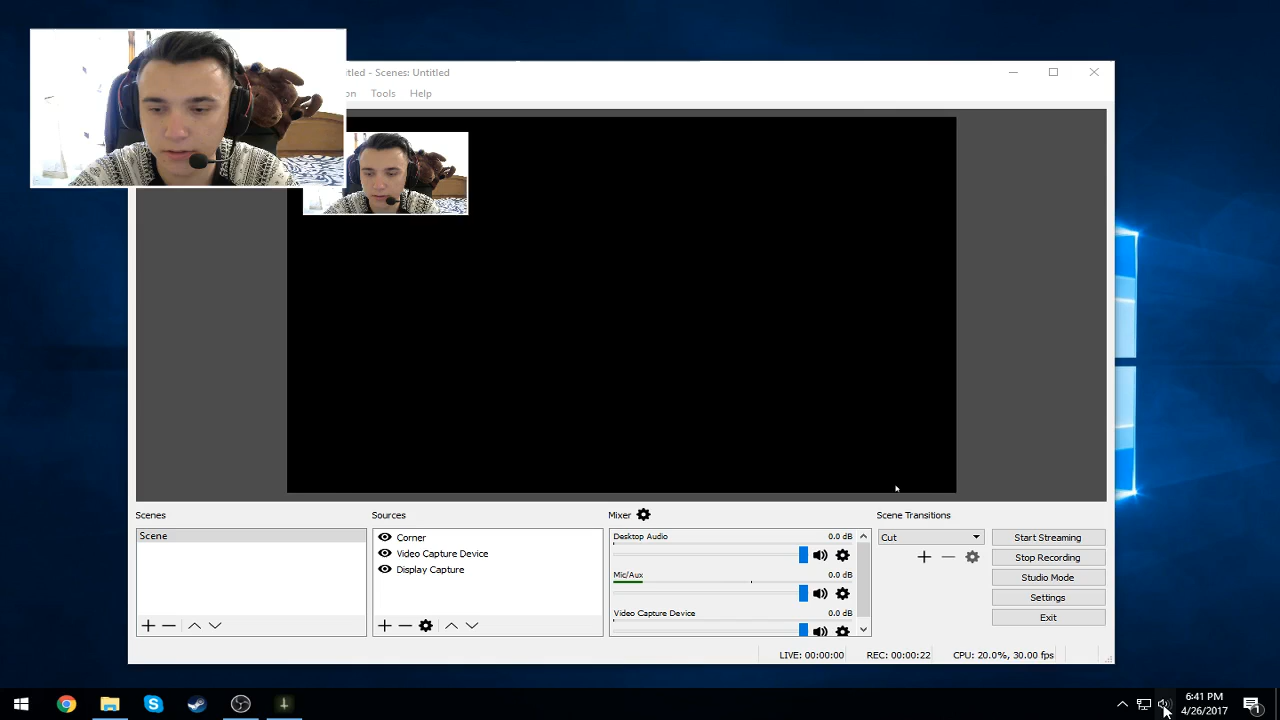 tled - Scenes: Untitled
on Tools Help
Scenes
Sources
Mixer
Scene Transitions
Scene
Corner
Video Capture Device
Display Capture
Desktop Audio 0.0 dB
Mic/Aux 0.0 dB
Video Capture Device 0.0 dB
Cut
Start Streaming
Stop Recording
Studio Mode
Settings
Exit
LIVE: 00:00:00 REC: 00:00:22 CPU: 20.0%, 30.00 fps
6:41 PM
4/26/2017
1